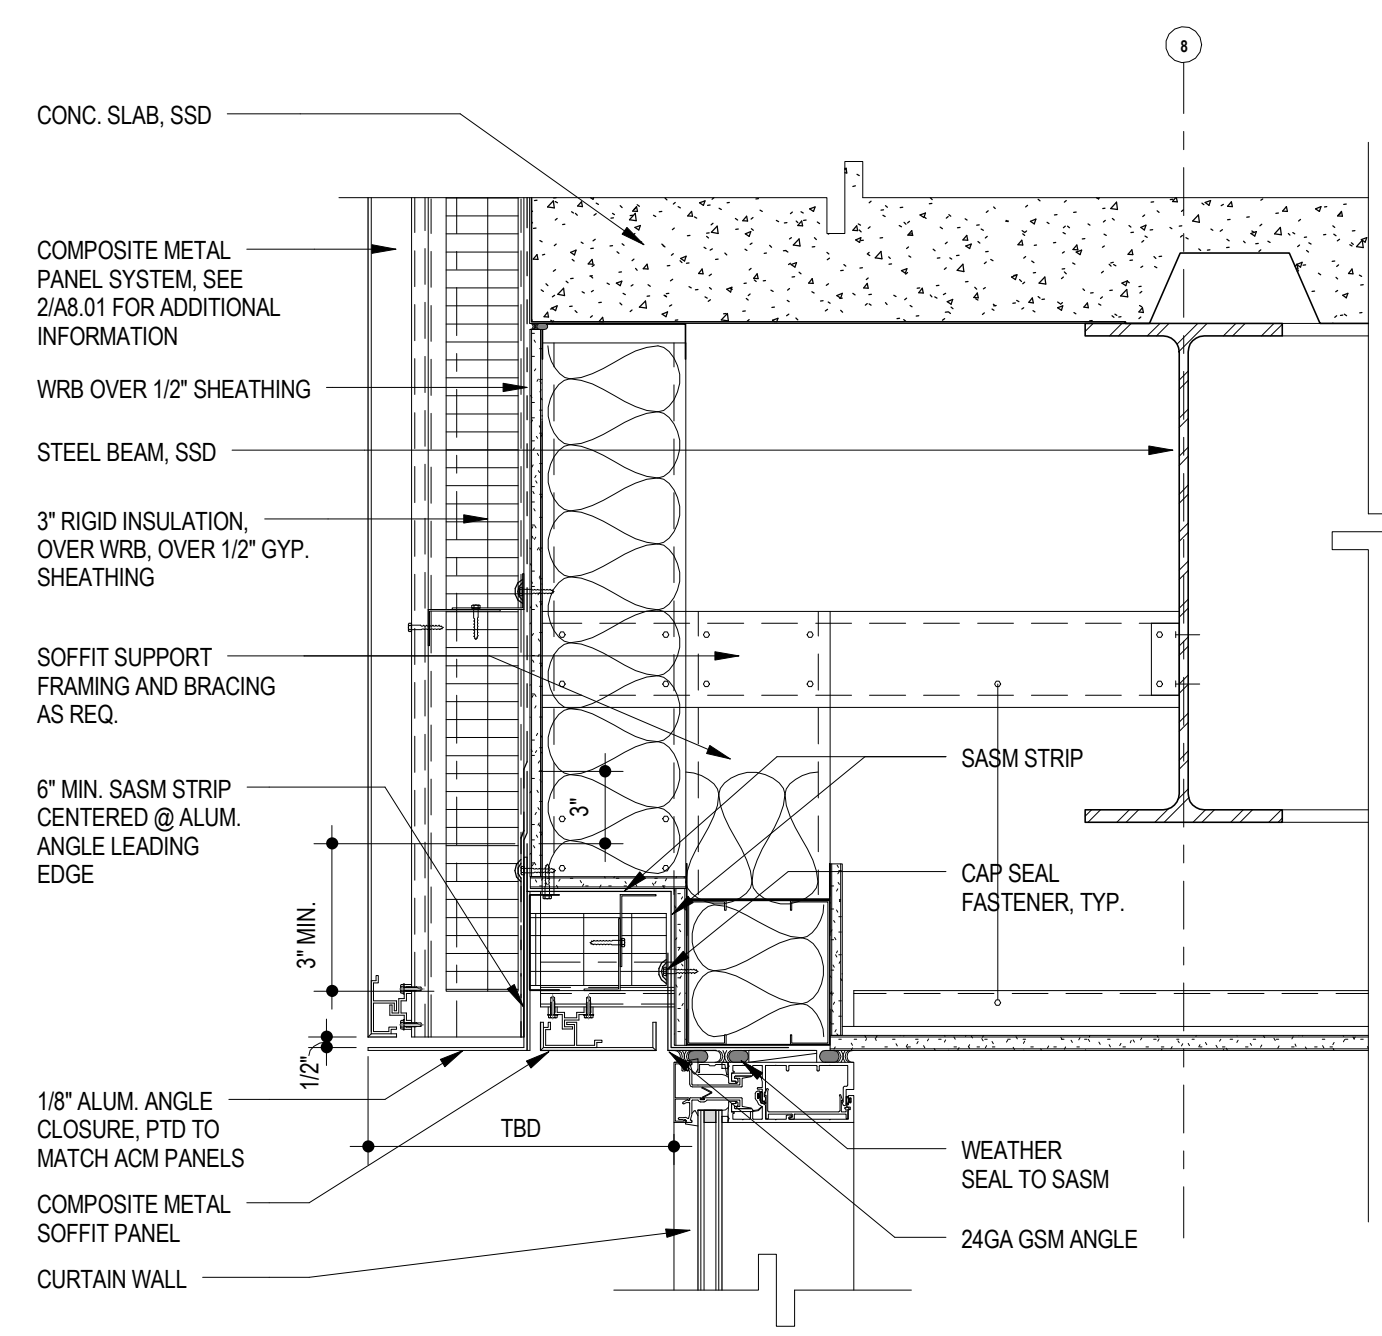 8
CONC. SLAB, SSD
COMPOSITE METAL
PANEL SYSTEM, SEE
2/A8.01 FOR ADDITIONAL
INFORMATION
WRB OVER 1/2" SHEATHING
STEEL BEAM, SSD
3" RIGID INSULATION,
OVER WRB, OVER 1/2" GYP.
SHEATHING
SOFFIT SUPPORT
FRAMING AND BRACING
AS REQ.
6" MIN. SASM STRIP
CENTERED @ ALUM.
ANGLE LEADING
EDGE
3" MIN.
1/2"
3"
1/8" ALUM. ANGLE
CLOSURE, PTD TO
MATCH ACM PANELS
TBD
COMPOSITE METAL
SOFFIT PANEL
CURTAIN WALL
SASM STRIP
CAP SEAL
FASTENER, TYP.
WEATHER
SEAL TO SASM
24GA GSM ANGLE